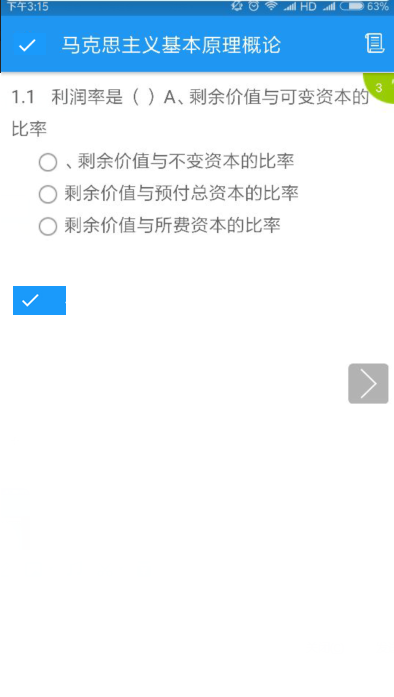 下午3:15 HD 63%
马克思主义基本原理概论
3
1.1 利润率是（ ）A、剩余价值与可变资本的
比率
、剩余价值与不变资本的比率
剩余价值与预付总资本的比率
剩余价值与所费资本的比率